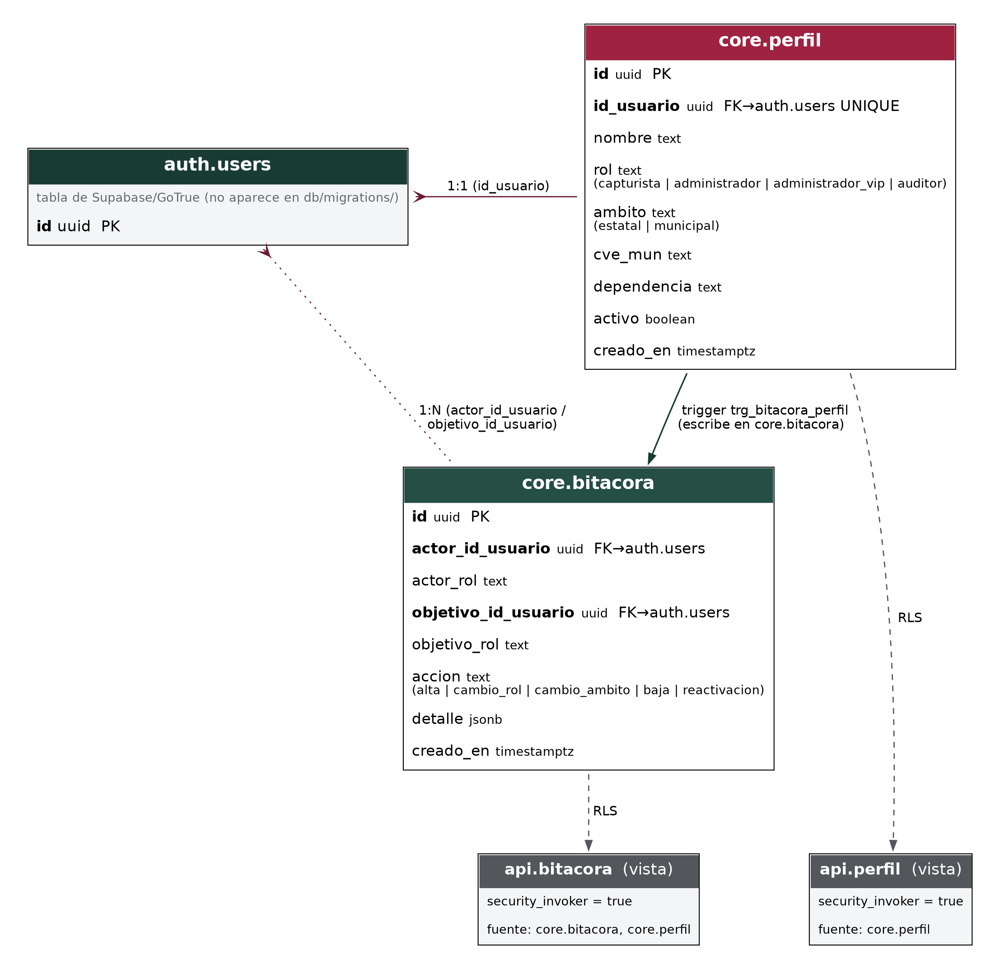 core.perfil
id uuid PK
id_usuario uuid FK→auth.users UNIQUE
nombre text
rol text
(capturista | administrador | administrador_vip | auditor)
ambito text
(estatal | municipal)
cve_mun text
dependencia text
activo boolean
creado_en timestamptz
auth.users
tabla de Supabase/GoTrue (no aparece en db/migrations/)
id uuid PK
1:1 (id_usuario)
1:N (actor_id_usuario /
objetivo_id_usuario)
trigger trg_bitacora_perfil
(escribe en core.bitacora)
core.bitacora
id uuid PK
actor_id_usuario uuid FK→auth.users
actor_rol text
objetivo_id_usuario uuid FK→auth.users
objetivo_rol text
accion text
(alta | cambio_rol | cambio_ambito | baja | reactivacion)
detalle jsonb
creado_en timestamptz
RLS
RLS
api.bitacora (vista)
security_invoker = true
fuente: core.bitacora, core.perfil
api.perfil (vista)
security_invoker = true
fuente: core.perfil